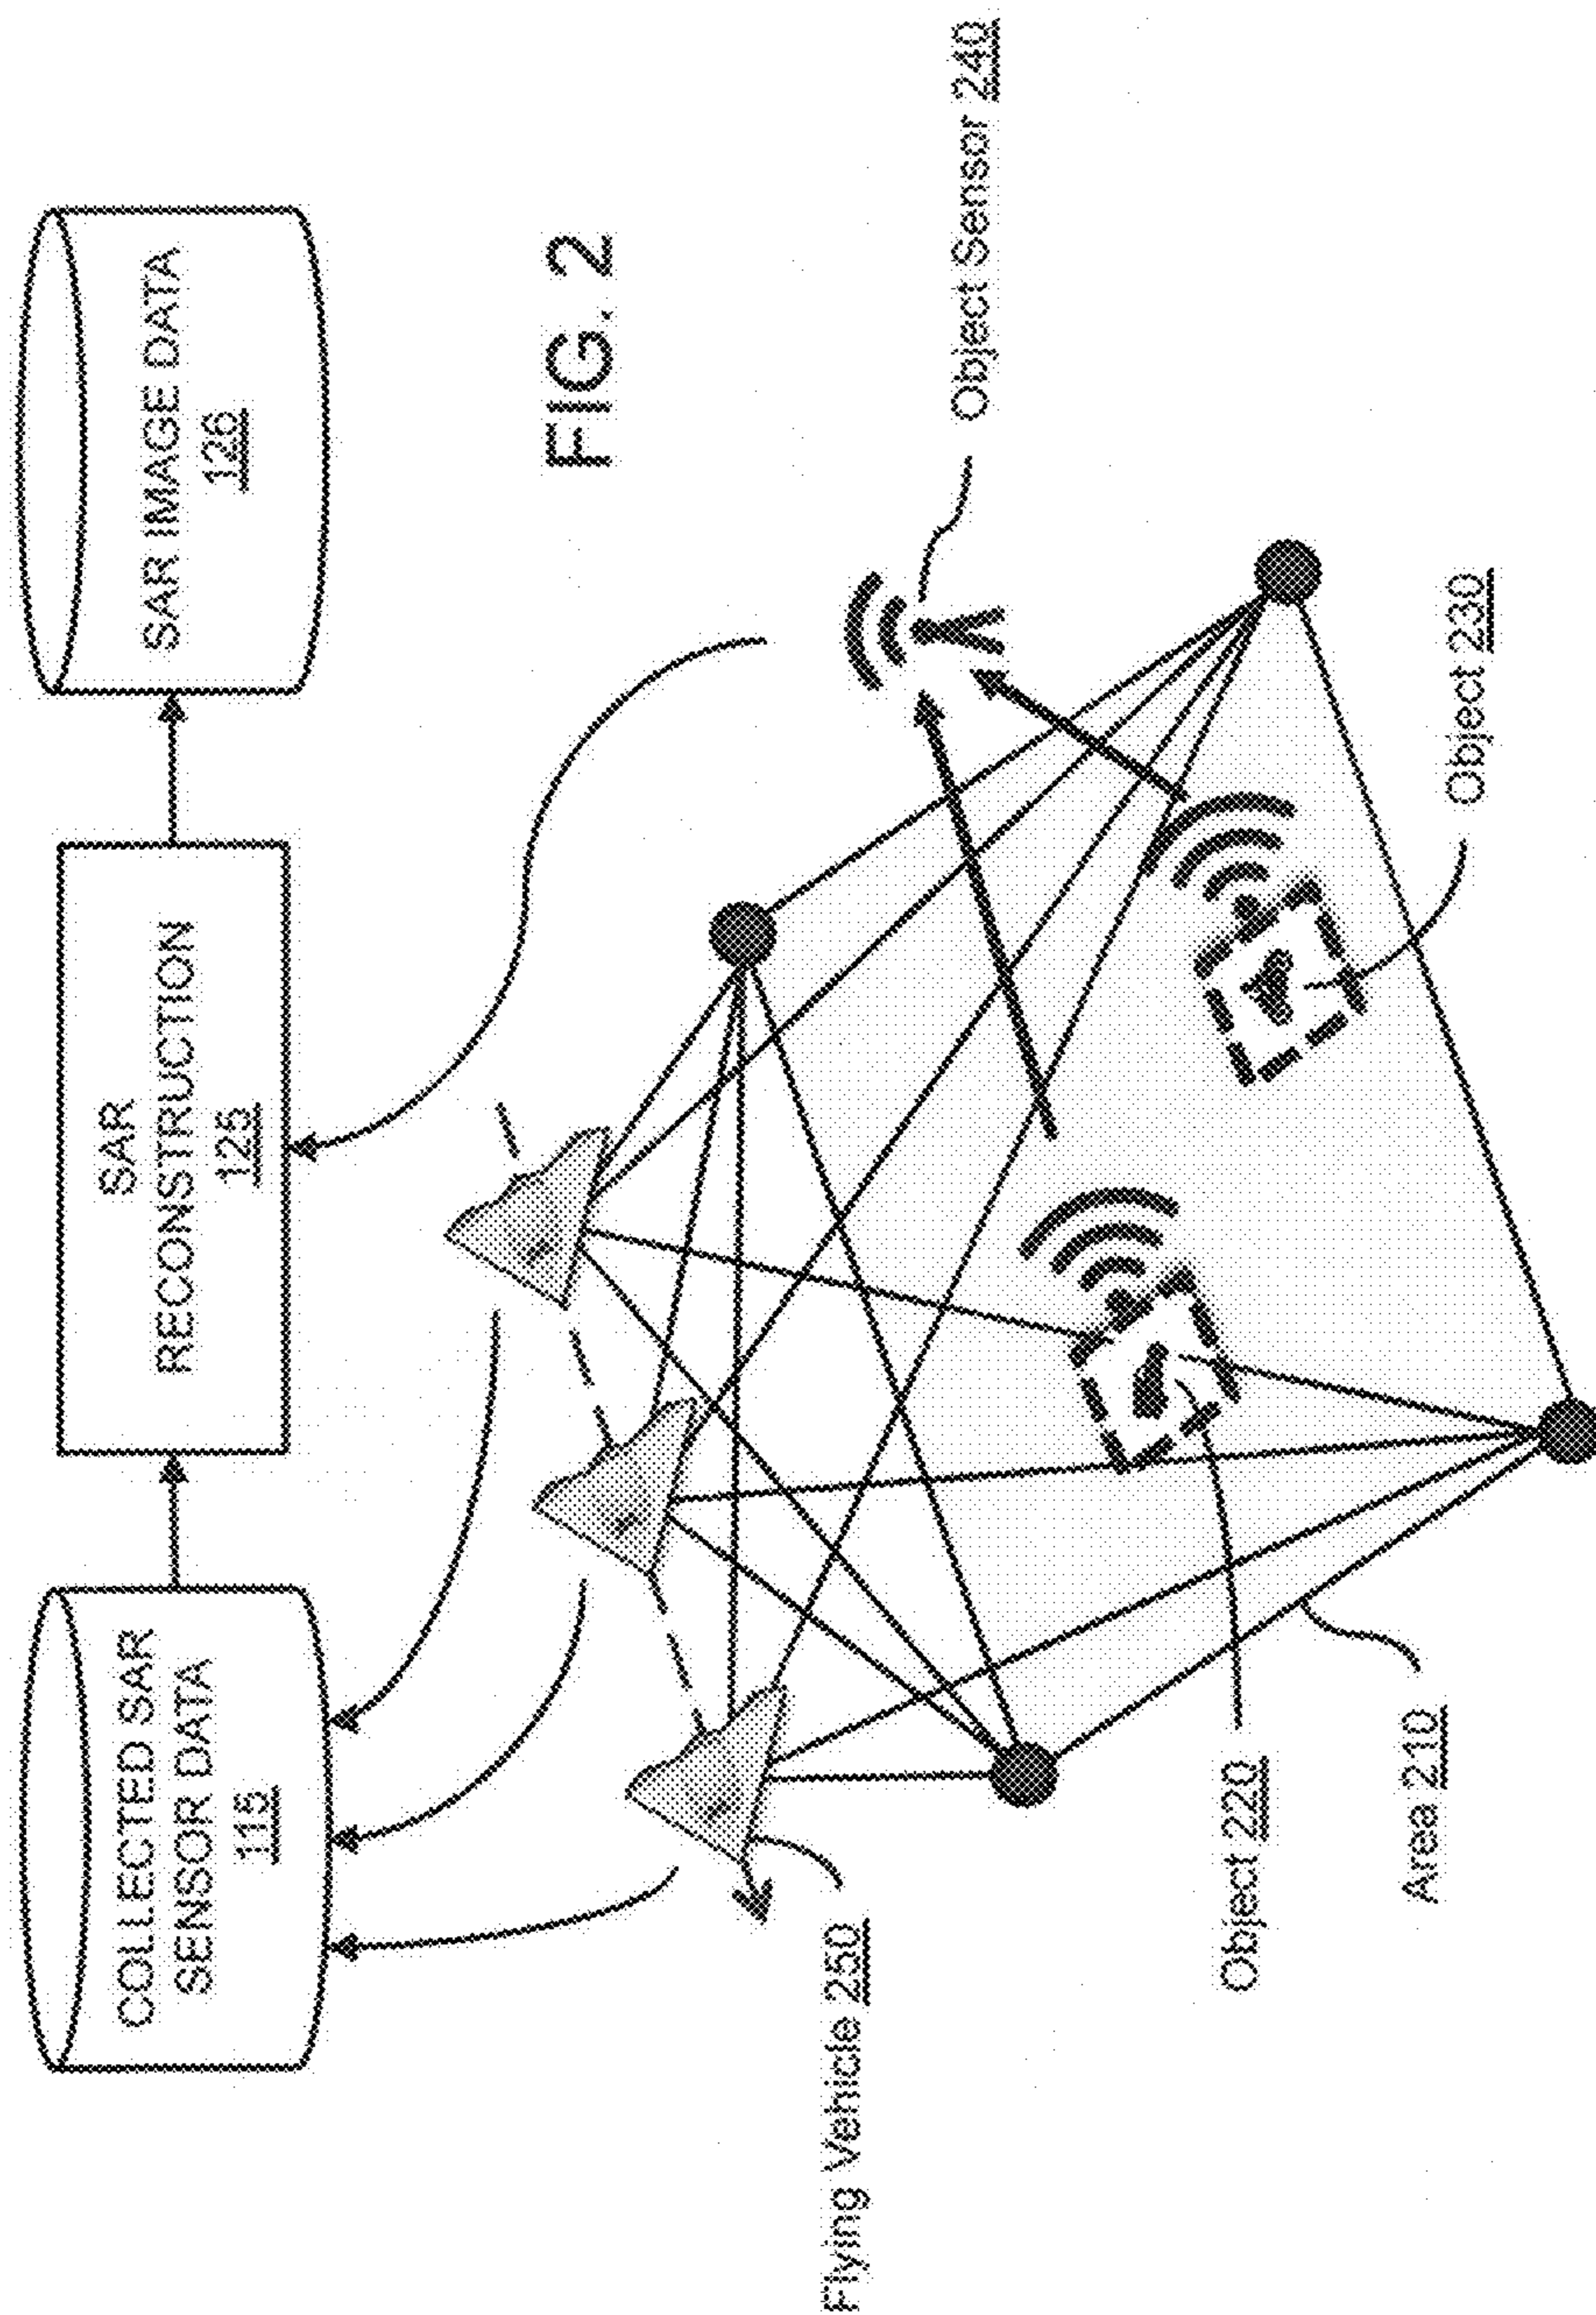 COLLECTED SAR
SENSOR DATA
115
SAR
RECONSTRUCTION
125
SAR IMAGE DATA
126
FIG. 2
Flying Vehicle 250
Object Sensor 240
Object 220
Area 210
Object 230